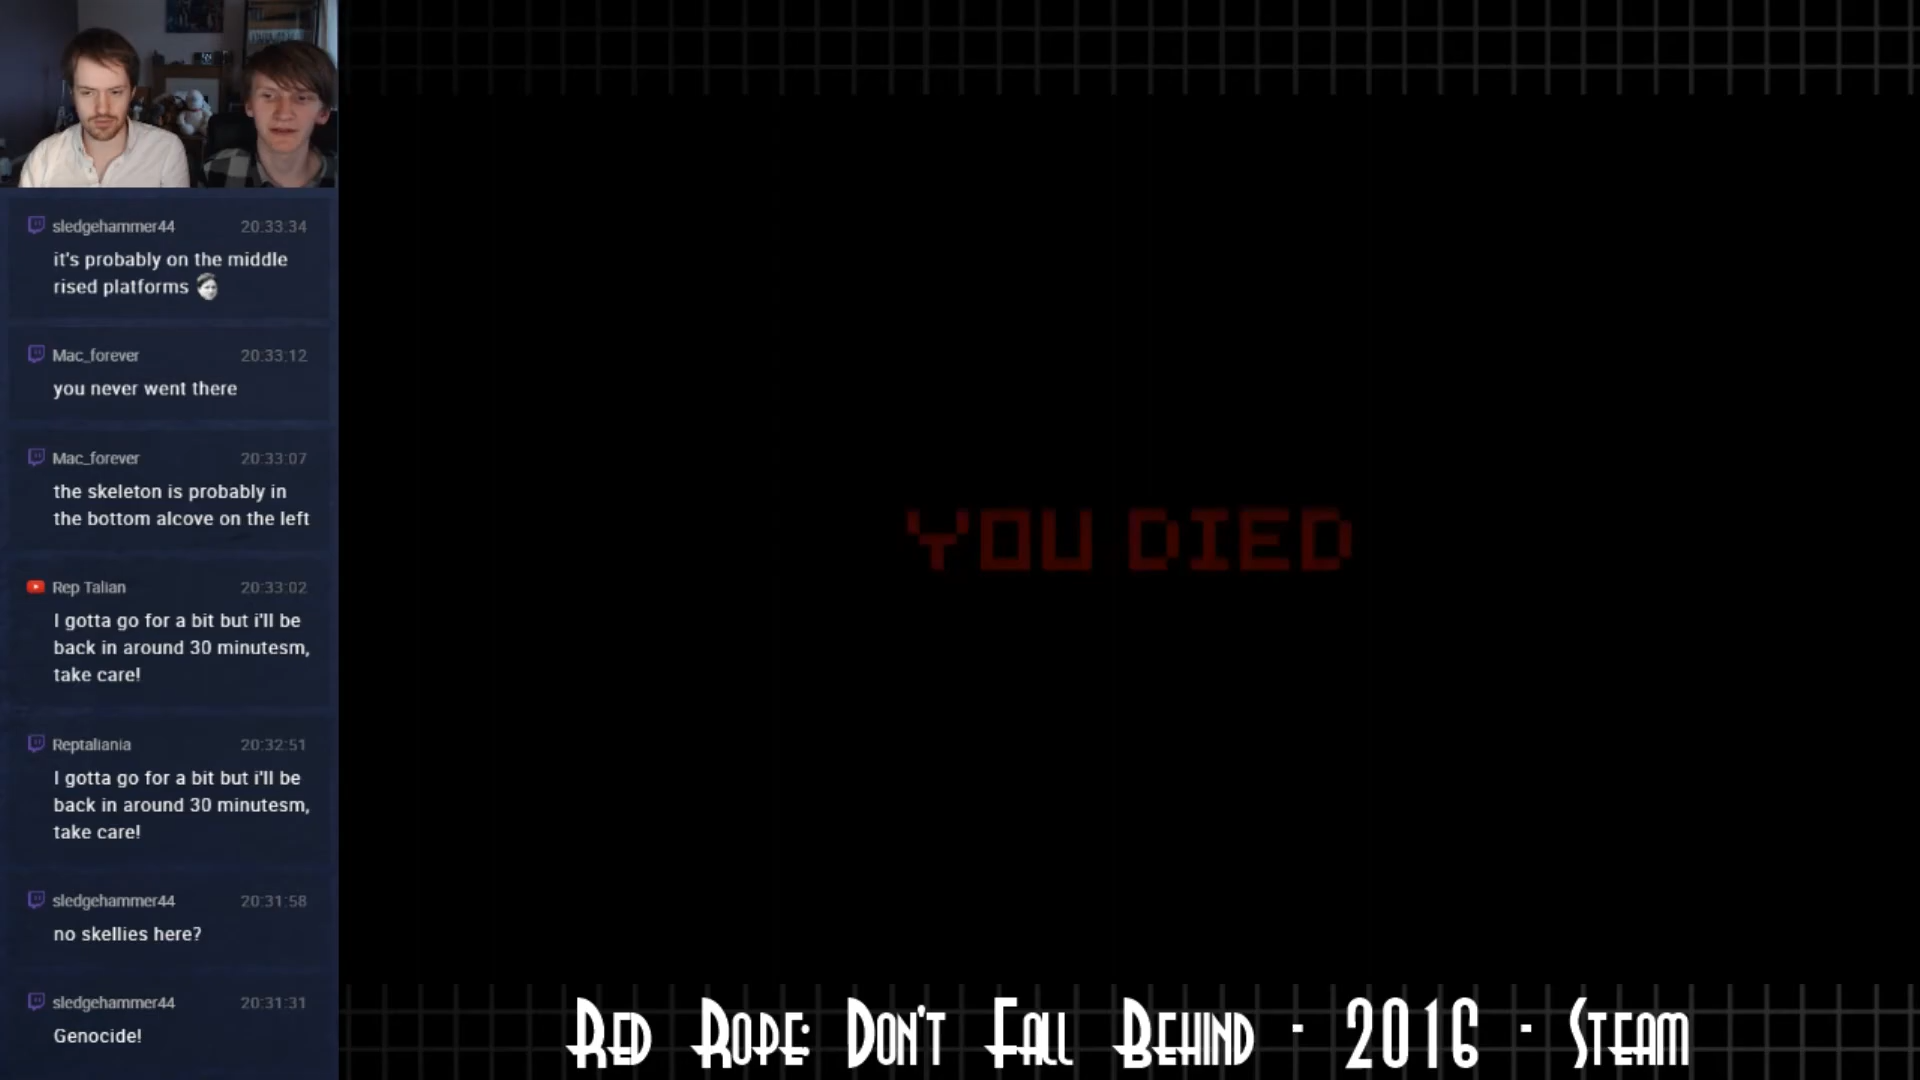 sledgehammer44 20:33:34
it's probably on the middle
rised platforms
Mac_forever 20:33:12
you never went there
Mac_forever 20:33:07
the skeleton is probably in
the bottom alcove on the left
Rep Talian 20:33:02
I gotta go for a bit but i'll be
back in around 30 minutesm,
take care!
Reptaliania 20:32:51
I gotta go for a bit but i'll be
back in around 30 minutesm,
take care!
sledgehammer44 20:31:58
no skellies here?
sledgehammer44 20:31:31
Genocide!
YOU DIED
Red Rope: Don't Fall Behind - 2016 - Steam